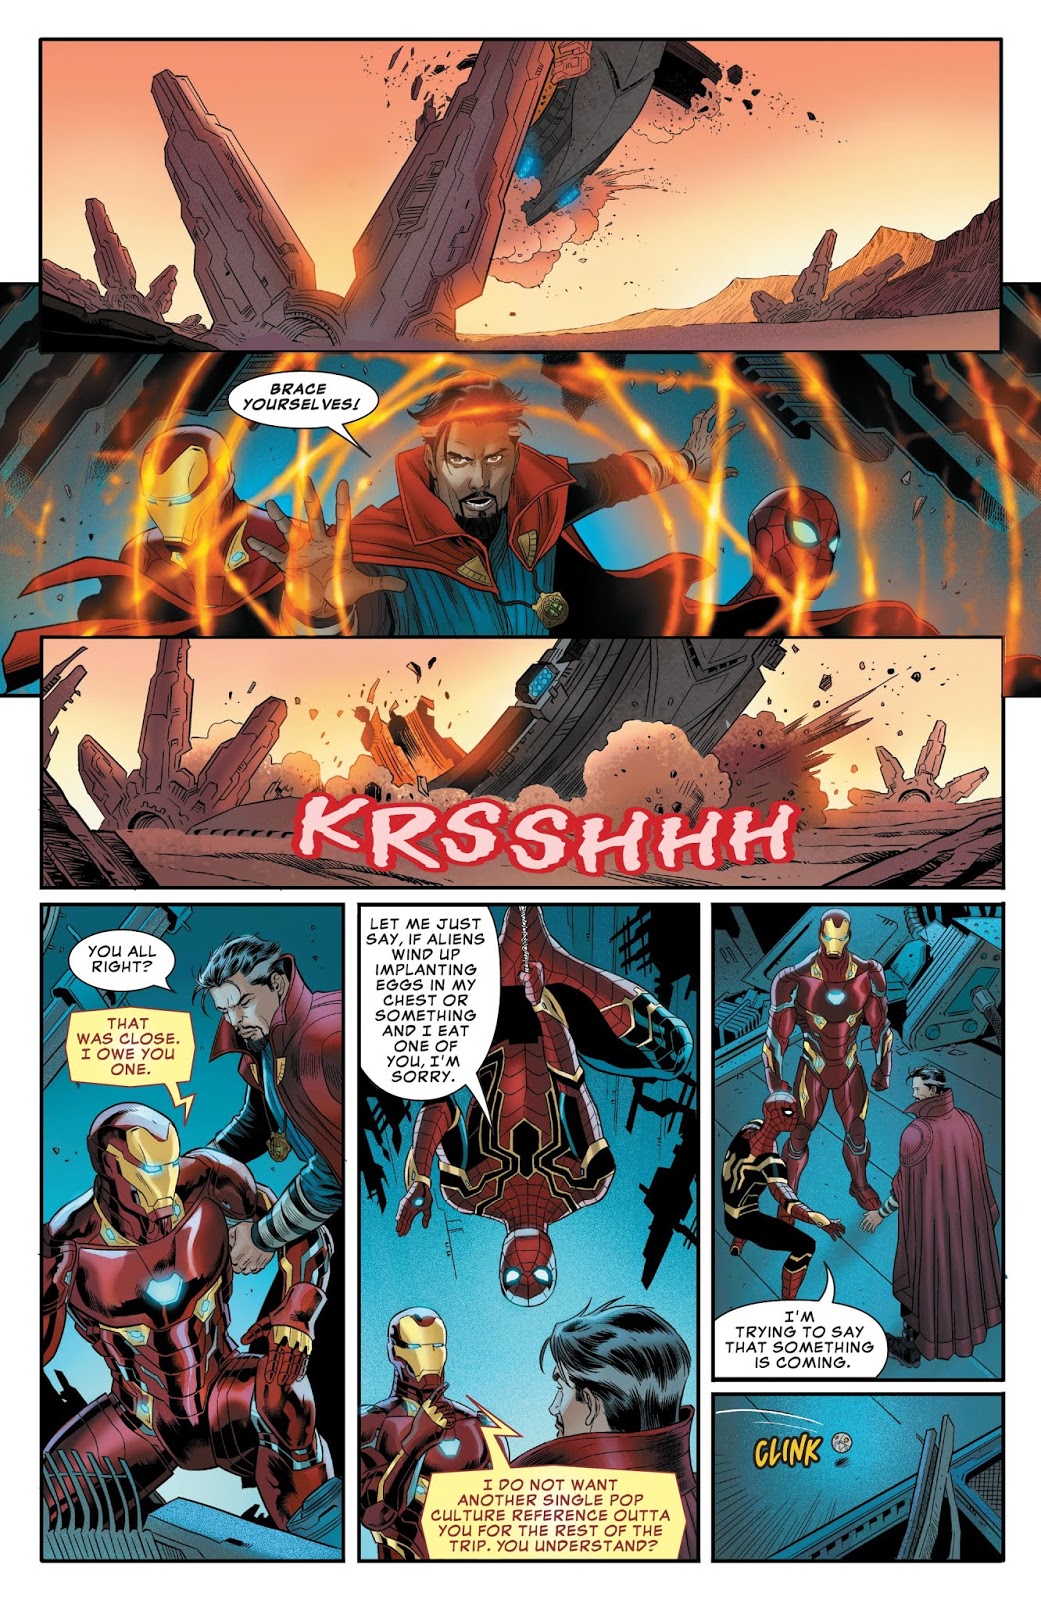 BRACE
YOURSELVES!
KRSSHHH
YOU ALL
RIGHT?
THAT
WAS CLOSE.
I OWE YOU
ONE.
LET ME JUST
SAY, IF ALIENS
WIND UP
IMPLANTING
EGGS IN MY
CHEST OR
SOMETHING
AND I EAT
ONE OF
YOU, I'M
SORRY.
I DO NOT WANT
ANOTHER SINGLE POP
CULTURE REFERENCE OUTTA
YOU FOR THE REST OF THE
TRIP. YOU UNDERSTAND?
I'M
TRYING TO SAY
THAT SOMETHING
IS COMING.
CLINK